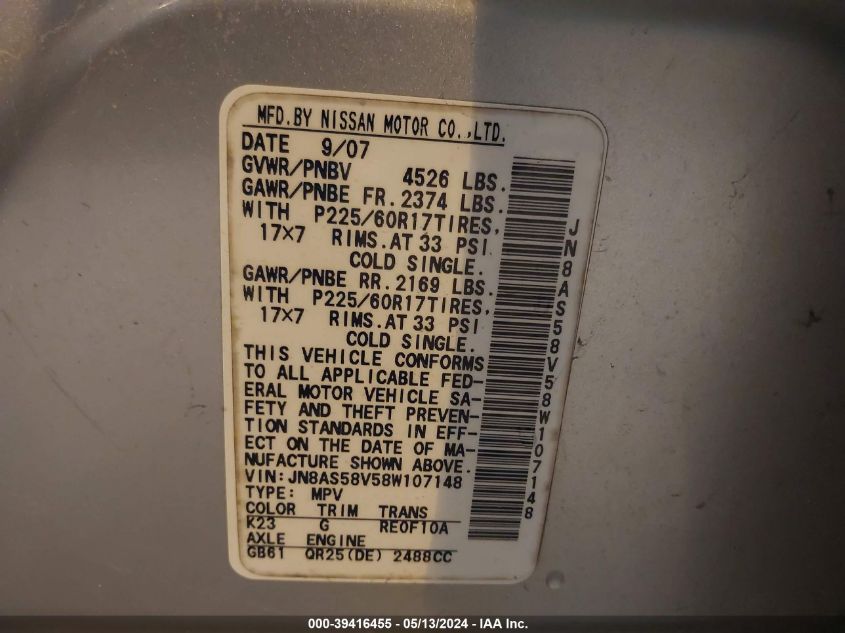 MFD.BY NISSAN MOTOR CO.,LTD.
DATE 9/07
GVWR/PNBV 4526 LBS.
GAWR/PNBE FR. 2374 LBS.
WITH P225/60R17TIRES,
17×7 RIMS.AT 33 PSI
COLD SINGLE.
GAWR/PNBE RR. 2169 LBS.
WITH P225/60R17TIRES,
17×7 RIMS.AT 33 PSI
COLD SINGLE.
THIS VEHICLE CONFORMS
TO ALL APPLICABLE FED-
ERAL MOTOR VEHICLE SA-
FETY AND THEFT PREVEN-
TION STANDARDS IN EFF-
ECT ON THE DATE OF MA-
NUFACTURE SHOWN ABOVE.
VIN:JN8AS58V58W107148
TYPE: MPV
COLOR TRIM TRANS
K23 G RE0F10A
AXLE ENGINE
GB61 QR25(DE) 2488CC
JN8AS58V58W107148
000-39416455 - 05/13/2024 - IAA Inc.